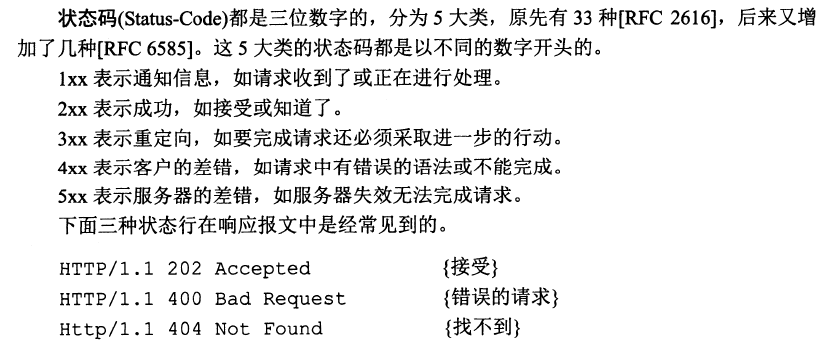 状态码(Status-Code)都是三位数字的，分为 5 大类，原先有 33 种[RFC 2616]，后来又增
加了几种[RFC 6585]。这 5 大类的状态码都是以不同的数字开头的。
1xx 表示通知信息，如请求收到了或正在进行处理。
2xx 表示成功，如接受或知道了。
3xx 表示重定向，如要完成请求还必须采取进一步的行动。
4xx 表示客户的差错，如请求中有错误的语法或不能完成。
5xx 表示服务器的差错，如服务器失效无法完成请求。
下面三种状态行在响应报文中是经常见到的。
HTTP/1.1 202 Accepted {接受}
HTTP/1.1 400 Bad Request {错误的请求}
Http/1.1 404 Not Found {找不到}